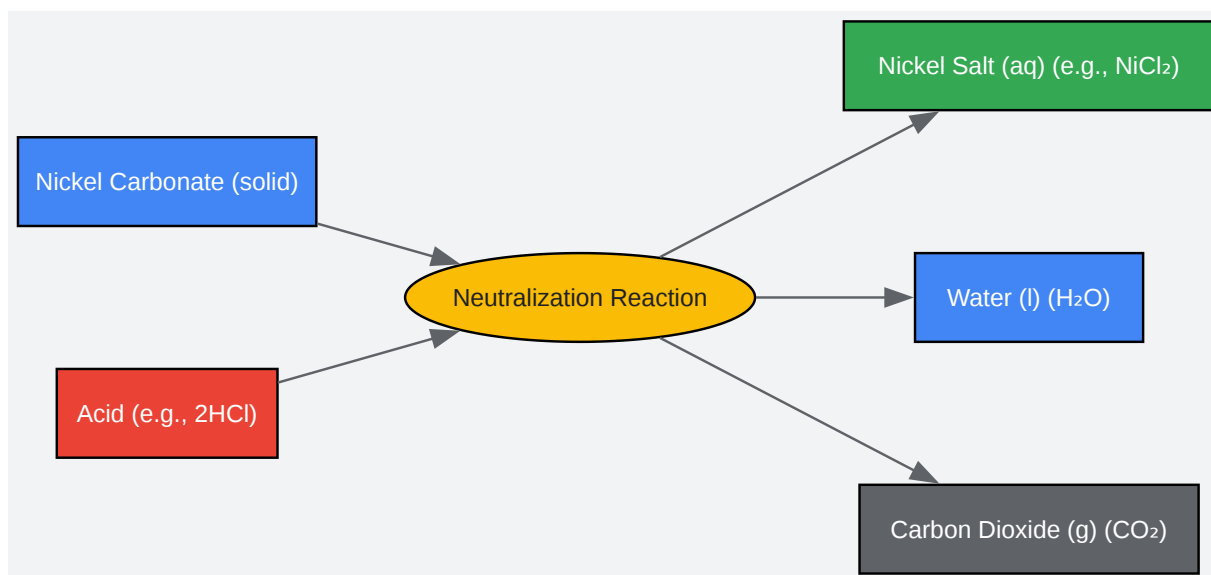 Nickel Salt (aq) (e.g., NiCl₂)
Nickel Carbonate (solid)
Neutralization Reaction
Water (l) (H₂O)
Acid (e.g., 2HCl)
Carbon Dioxide (g) (CO₂)